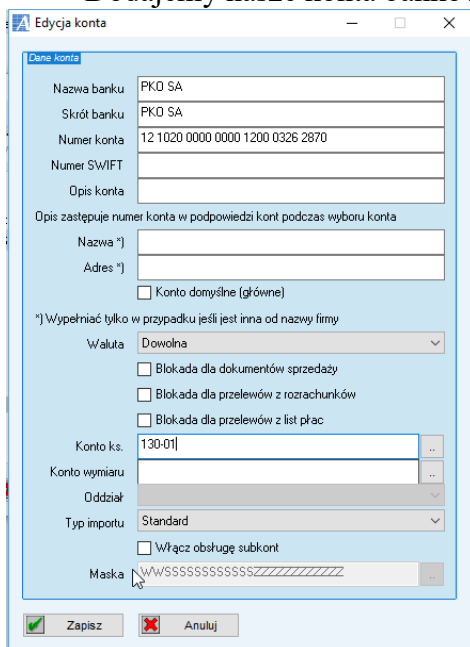 Dodajemy nasze konta
Edycja konta
Dane konta
Nazwa banku PKO SA
Skrót banku PKO SA
Numer konta 12 1020 0000 0000 1200 0326 2870
Numer SWIFT
Opis konta
Opis zastępuje numer konta w podpowiedzi kont podczas wyboru konta
Nazwa *)
Adres *)
Konto domyślne (główne)
*) Wypełniać tylko w przypadku jeśli jest inna od nazwy firmy
Waluta Dowolna
Blokada dla dokumentów sprzedaży
Blokada dla przelewów z rozrachunków
Blokada dla przelewów z list płac
Konto ks. 130-01 ..
Konto wymiaru ..
Oddział
Typ importu Standard
Włącz obsługę subkont
Maska WWSSSSSSSSSSSSZZZZZZZZZZZZ ..
Zapisz Anuluj